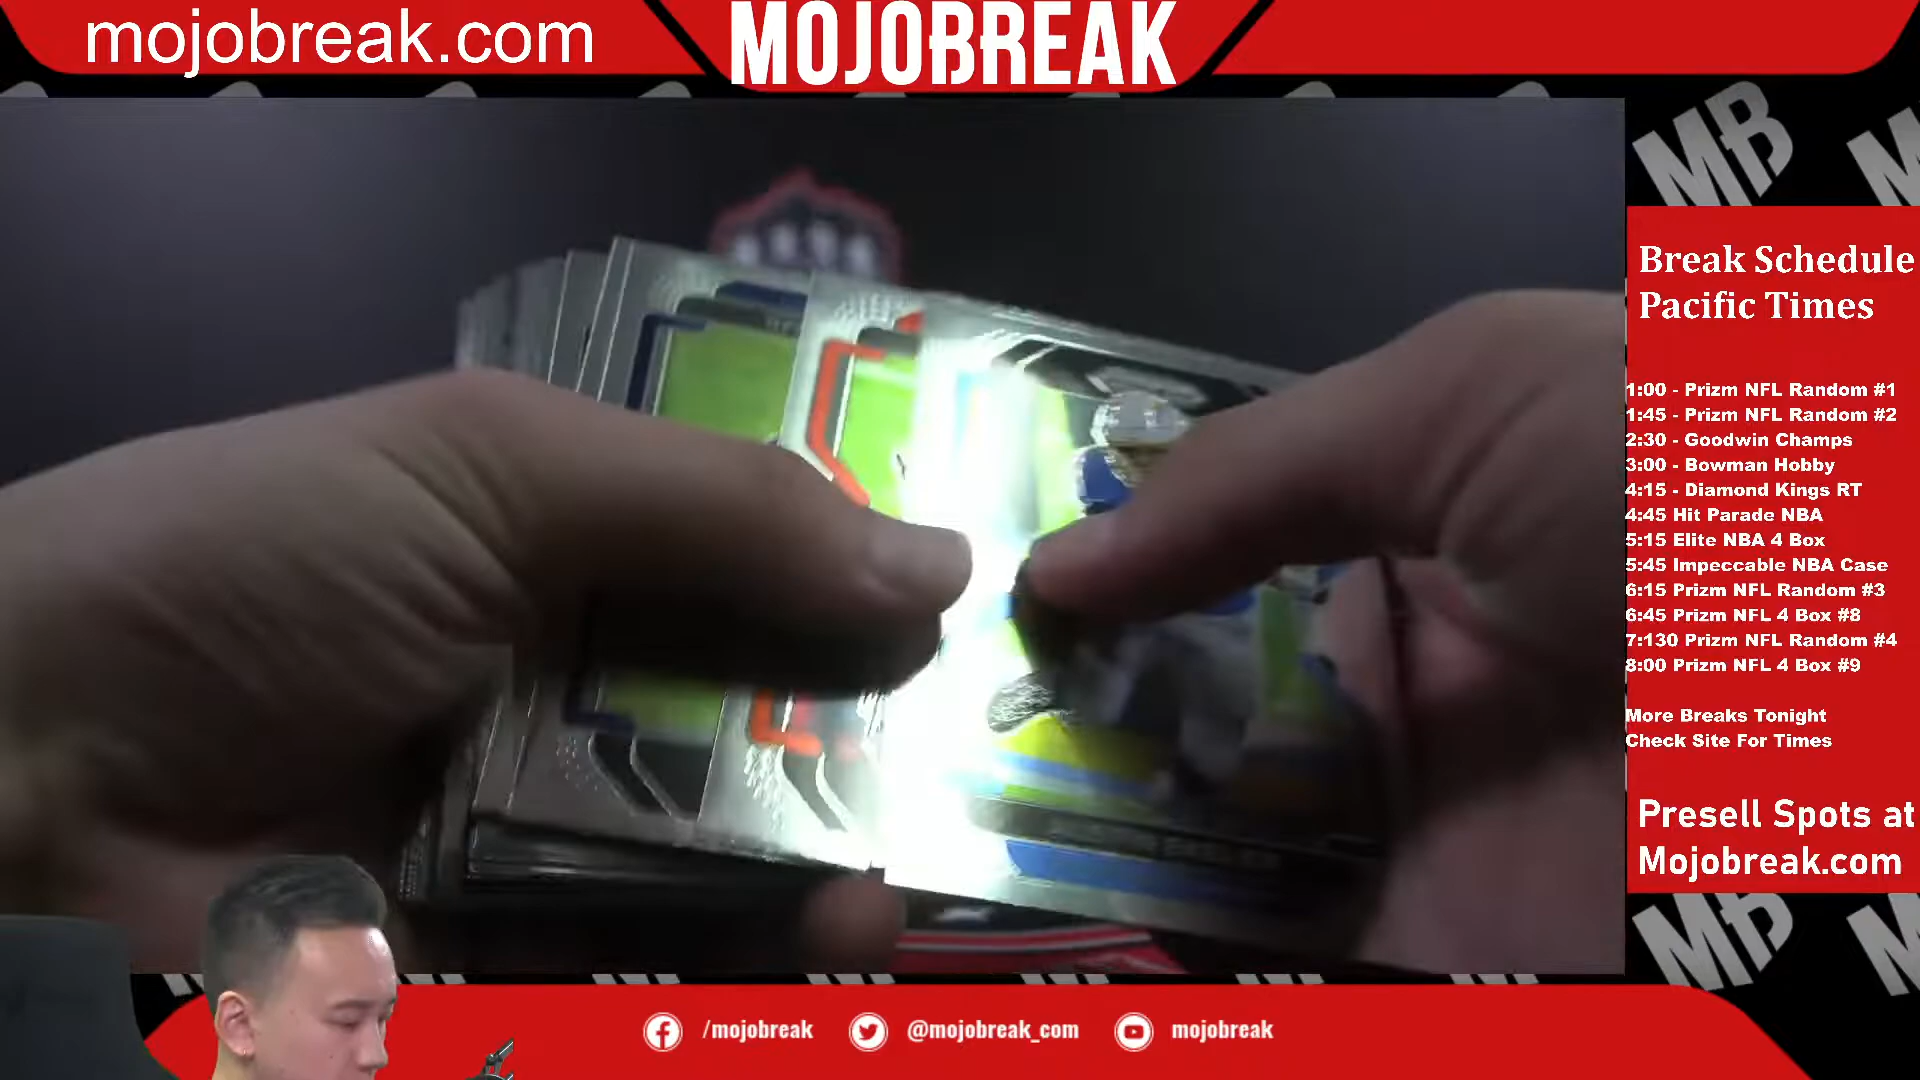 mojobreak.com
MOJOBREAK
MB
Break Schedule
Pacific Times
1:00 - Prizm NFL Random #1
1:45 - Prizm NFL Random #2
2:30 - Goodwin Champs
3:00 - Bowman Hobby
4:15 - Diamond Kings RT
4:45 Hit Parade NBA
5:15 Elite NBA 4 Box
5:45 Impeccable NBA Case
6:15 Prizm NFL Random #3
6:45 Prizm NFL 4 Box #8
7:130 Prizm NFL Random #4
8:00 Prizm NFL 4 Box #9
More Breaks Tonight
Check Site For Times
Presell Spots at
Mojobreak.com
MB
/mojobreak
@mojobreak_com
mojobreak